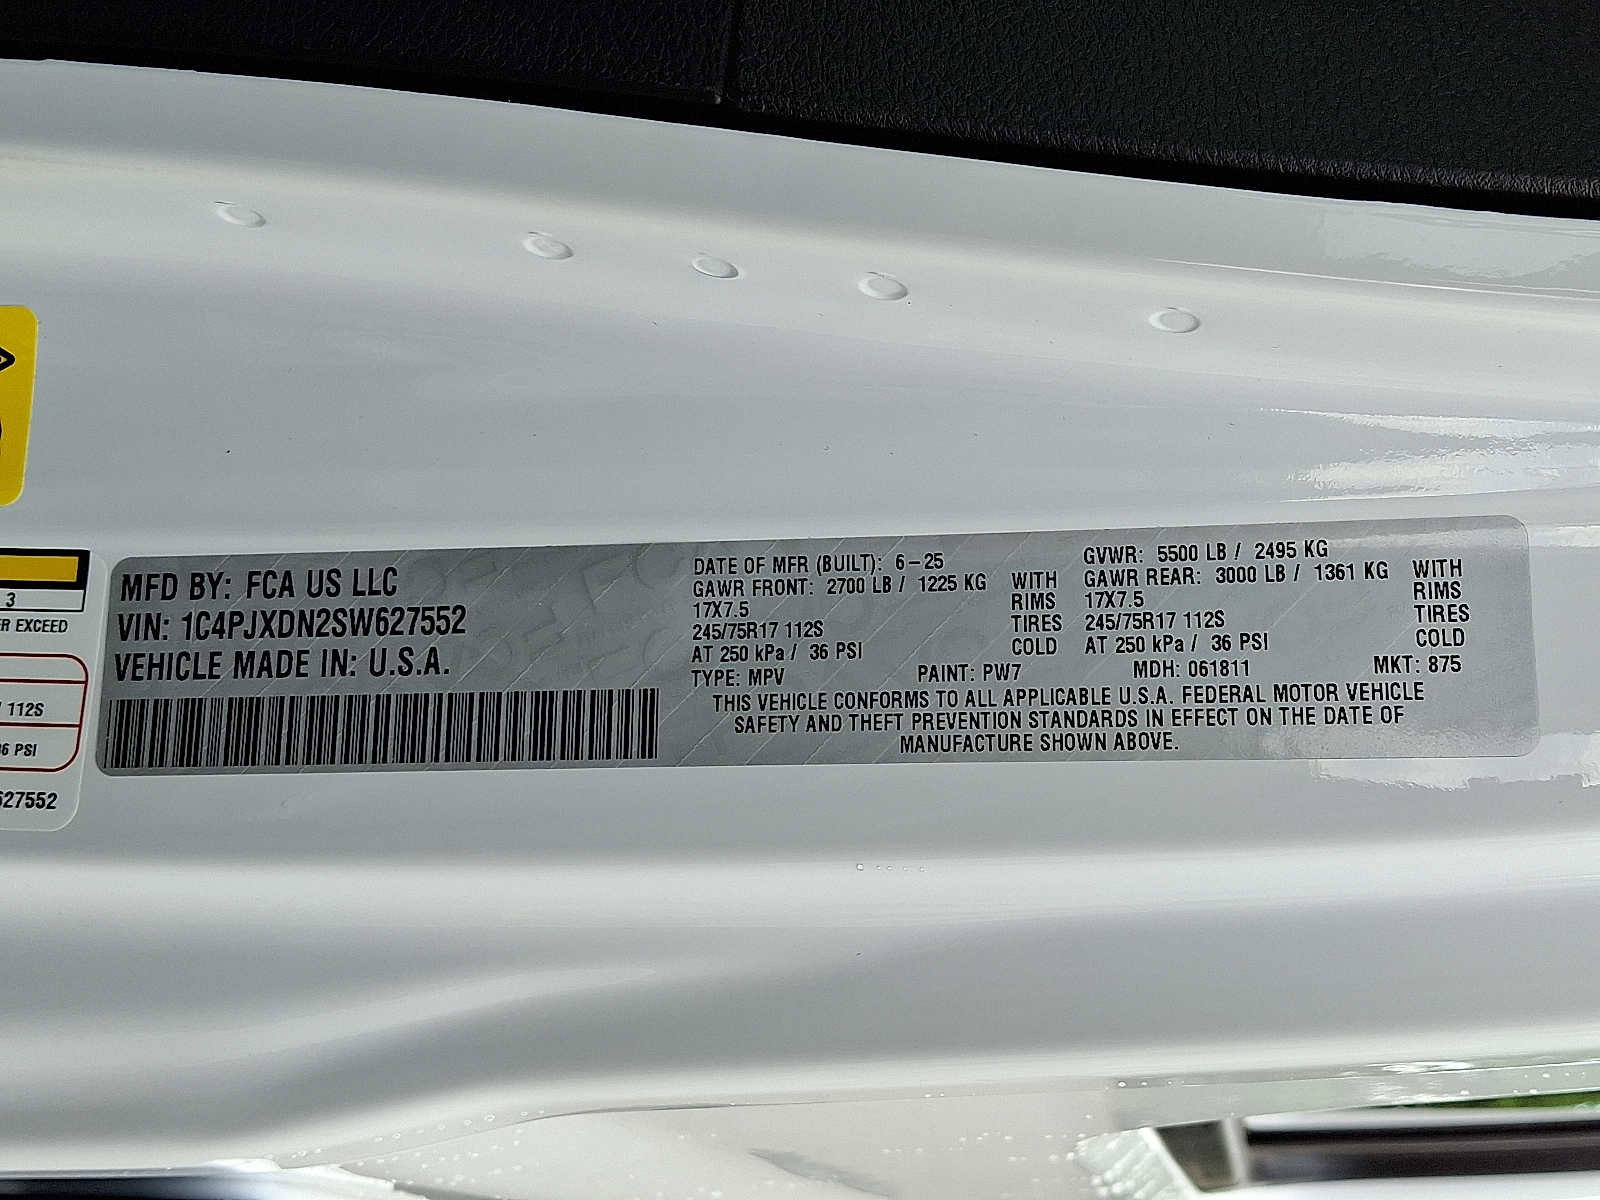 3
R EXCEED
112S
36 PSI
627552
MFD BY: FCA US LLC
VIN: 1C4PJXDN2SW627552
VEHICLE MADE IN: U.S.A.
DATE OF MFR (BUILT): 6-25
GAWR FRONT: 2700 LB / 1225 KG WITH
17X7.5 RIMS
245/75R17 112S TIRES
AT 250 kPa / 36 PSI COLD
GVWR: 5500 LB / 2495 KG
GAWR REAR: 3000 LB / 1361 KG WITH
17X7.5 RIMS
245/75R17 112S TIRES
AT 250 kPa / 36 PSI COLD
TYPE: MPV PAINT: PW7 MDH: 061811 MKT: 875
THIS VEHICLE CONFORMS TO ALL APPLICABLE U.S.A. FEDERAL MOTOR VEHICLE
SAFETY AND THEFT PREVENTION STANDARDS IN EFFECT ON THE DATE OF
MANUFACTURE SHOWN ABOVE.